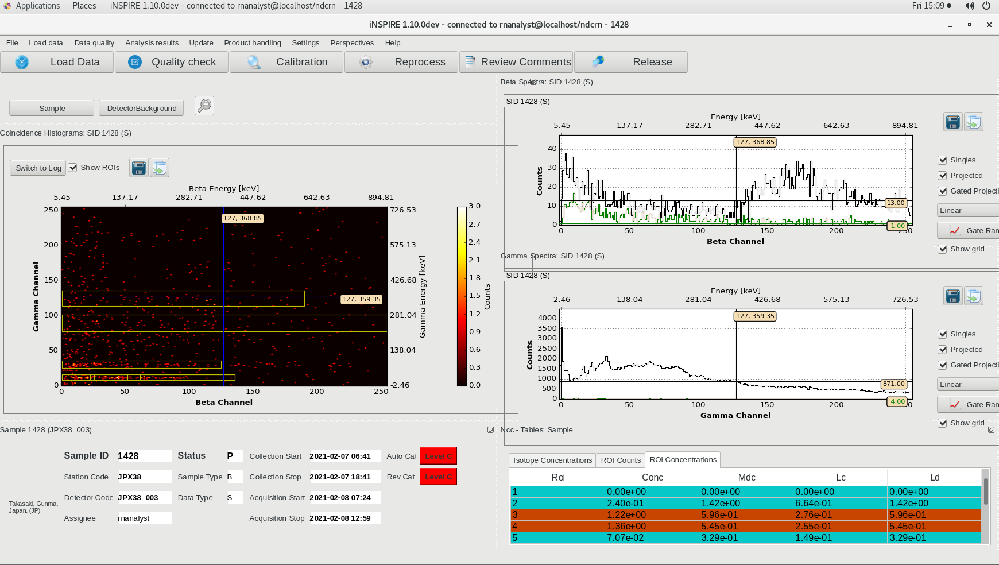 Applications Places iNSPIRE 1.10.0dev - connected to rnanalyst@localhost/ndcrn - 1428 Fri 15:09
iNSPIRE 1.10.0dev - connected to rnanalyst@localhost/ndcrn - 1428
File Load data Data quality Analysis results Update Product handling Settings Perspectives Help
Load Data Quality check Calibration Reprocess Review Comments Release
Sample DetectorBackground
Coincidence Histograms: SID 1428 (S)
Switch to Log Show ROIs
Beta Energy [keV]
5.45 137.17 282.71 447.62 642.63 894.81
250 726.53
127, 368.85
200 575.13
150 426.68
127, 359.35
100 281.04
50 138.04
0 -2.46
0 50 100 150 200 250
Beta Channel
Gamma Channel
Gamma Energy [keV]
3.0
2.7
2.4
2.1
1.8
1.5
1.2
0.9
0.6
0.3
0.0
Counts
Beta Spectra: SID 1428 (S)
SID 1428 (S)
Energy [keV]
5.45 137.17 282.71 447.62 642.63 894.81
127, 368.85
40
30
20
10
0
Counts
13.00
1.00
0 50 100 150 200 250
Beta Channel
Singles
Projected
Gated Projecti
Linear
Gate Ran
Show grid
Gamma Spectra: SID 1428 (S)
SID 1428 (S)
Energy [keV]
-2.46 138.04 281.04 426.68 575.13 726.53
127, 359.35
4000
3500
3000
2500
2000
1500
1000
500
0
Counts
871.00
4.00
0 50 100 150 200 250
Gamma Channel
Singles
Projected
Gated Projecti
Linear
Gate Ran
Show grid
Sample 1428 (JPX38_003)
Sample ID 1428 Status P Collection Start 2021-02-07 06:41 Auto Cat Level C
Station Code JPX38 Sample Type B Collection Stop 2021-02-07 18:41 Rev Cat Level C
Detector Code JPX38_003 Data Type S Acquisition Start 2021-02-08 07:24
Takasaki, Gunma,
Japan. (JP)
Assignee rnanalyst Acquisition Stop 2021-02-08 12:59
Ncc - Tables: Sample
Isotope Concentrations ROI Counts ROI Concentrations
Roi Conc Mdc Lc Ld
1 0.00e+00 0.00e+00 0.00e+00 0.00e+00
2 2.40e-01 1.42e+00 6.64e-01 1.42e+00
3 1.22e+00 5.96e-01 2.76e-01 5.96e-01
4 1.36e+00 5.45e-01 2.55e-01 5.45e-01
5 7.07e-02 3.29e-01 1.49e-01 3.29e-01